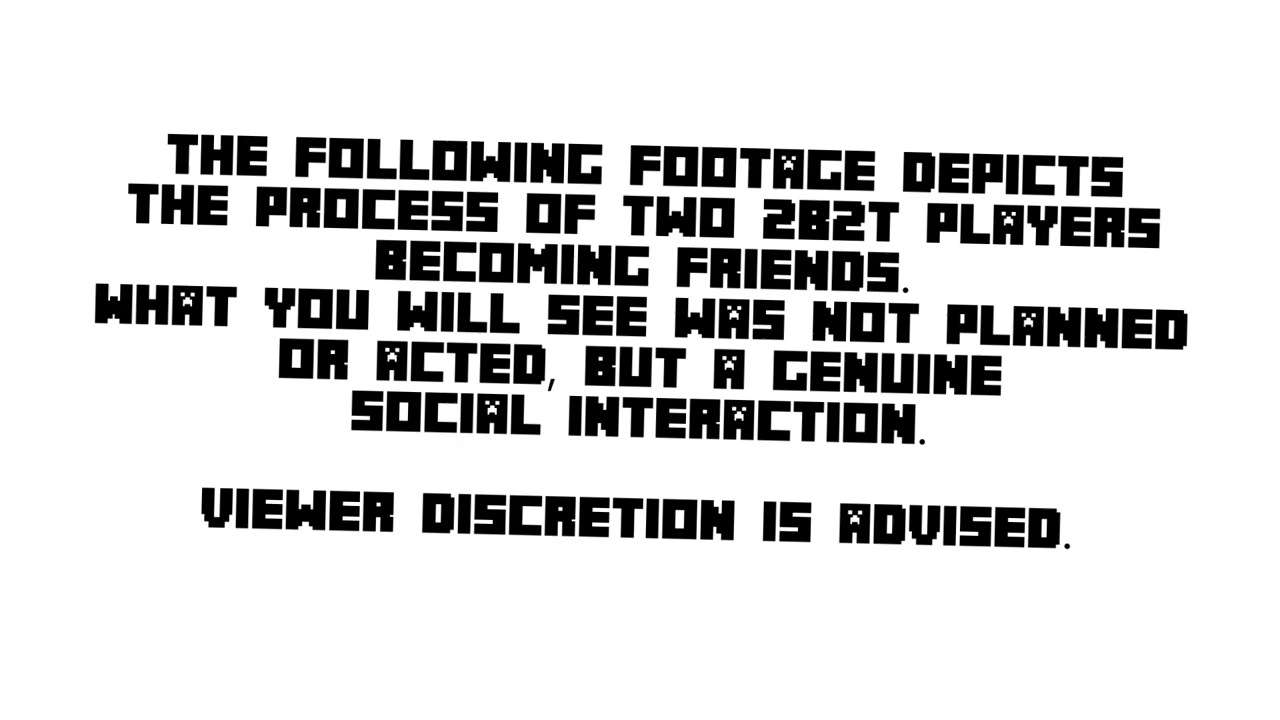 THE FOLLOWING FOOTAGE DEPICTS
THE PROCESS OF TWO 2B2T PLAYERS
BECOMING FRIENDS.
WHAT YOU WILL SEE WAS NOT PLANNED
OR ACTED, BUT A GENUINE
SOCIAL INTERACTION.
VIEWER DISCRETION IS ADVISED.